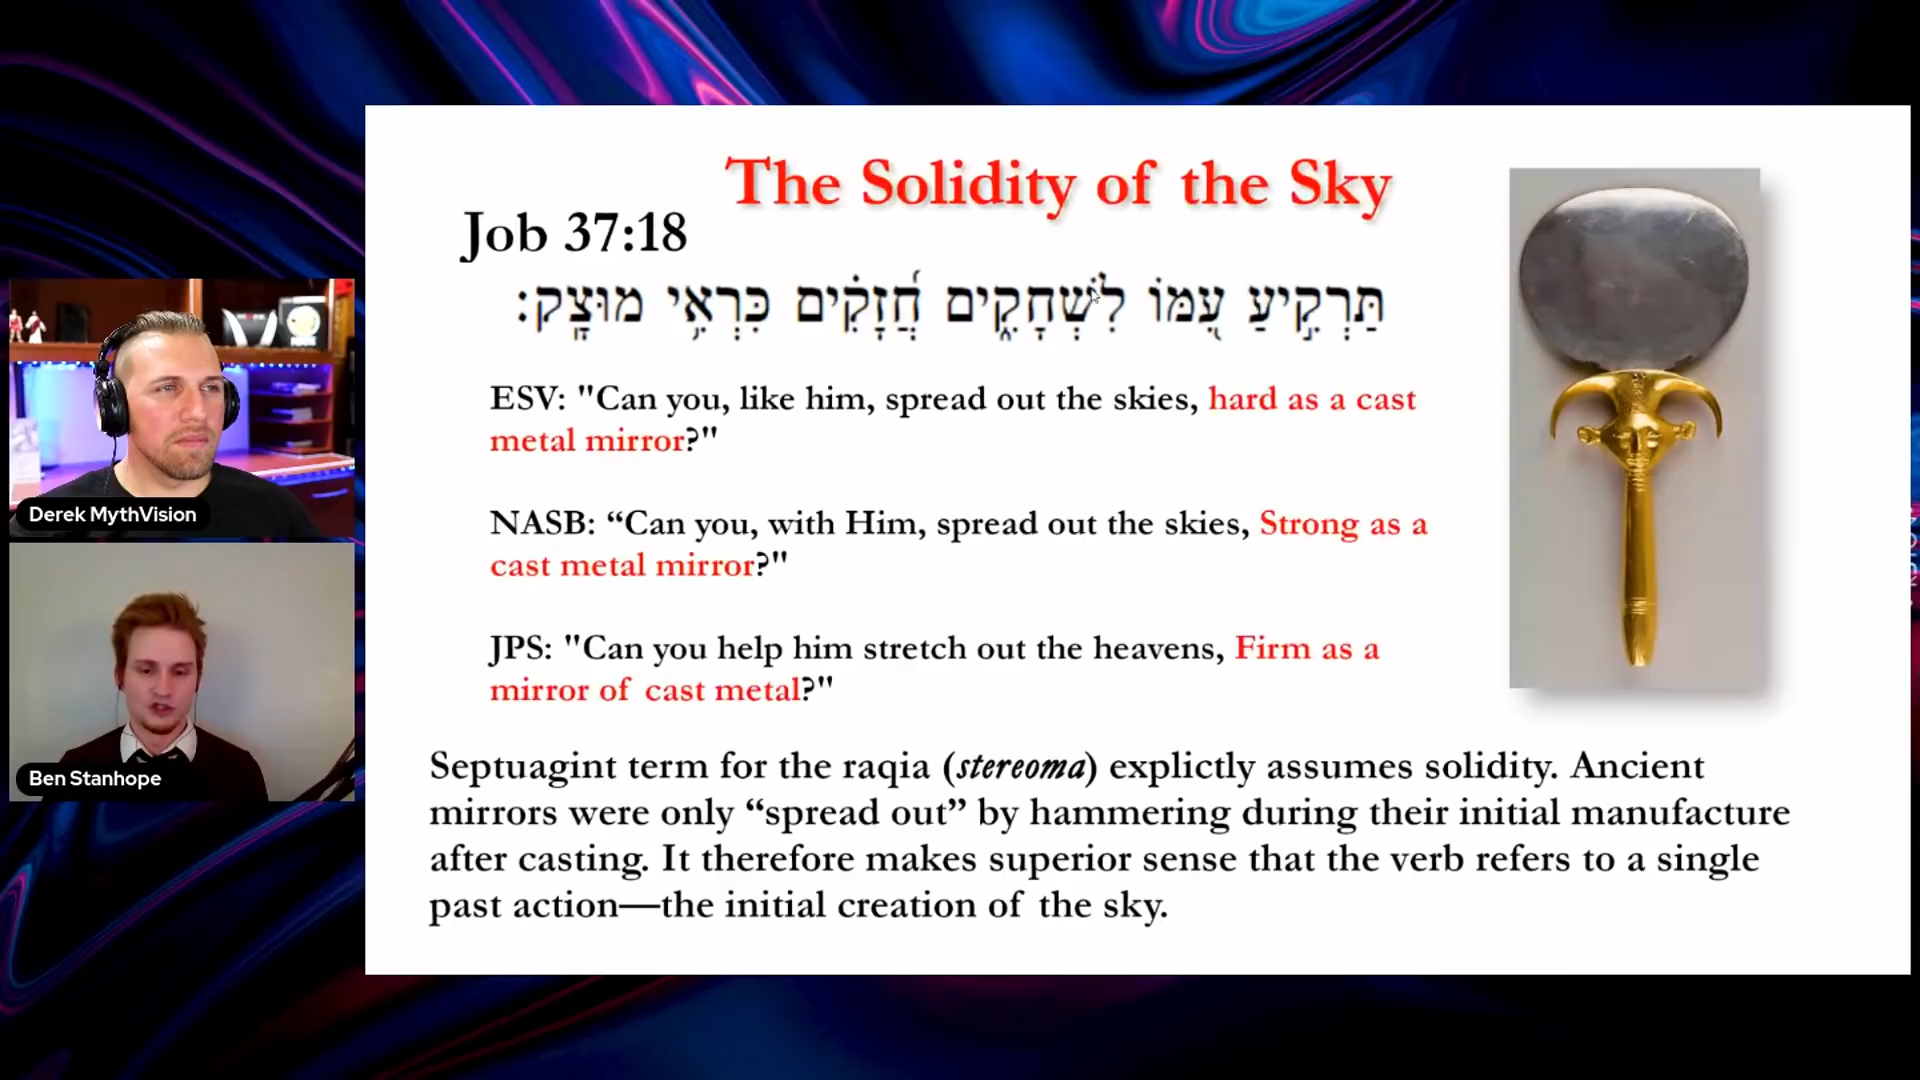 The Solidity of the Sky
Job 37:18
תַּרְקִ֣יעַ עִ֭מּוֹ לִשְׁחָקִ֑ים חֲ֝זָקִ֗ים כִּרְאִ֥י מוּצָֽק׃
ESV: "Can you, like him, spread out the skies, hard as a cast
metal mirror?"
NASB: “Can you, with Him, spread out the skies, Strong as a
cast metal mirror?"
JPS: "Can you help him stretch out the heavens, Firm as a
mirror of cast metal?"
Septuagint term for the raqia (stereoma) explictly assumes solidity. Ancient
mirrors were only “spread out” by hammering during their initial manufacture
after casting. It therefore makes superior sense that the verb refers to a single
past action—the initial creation of the sky.
Derek MythVision
Ben Stanhope